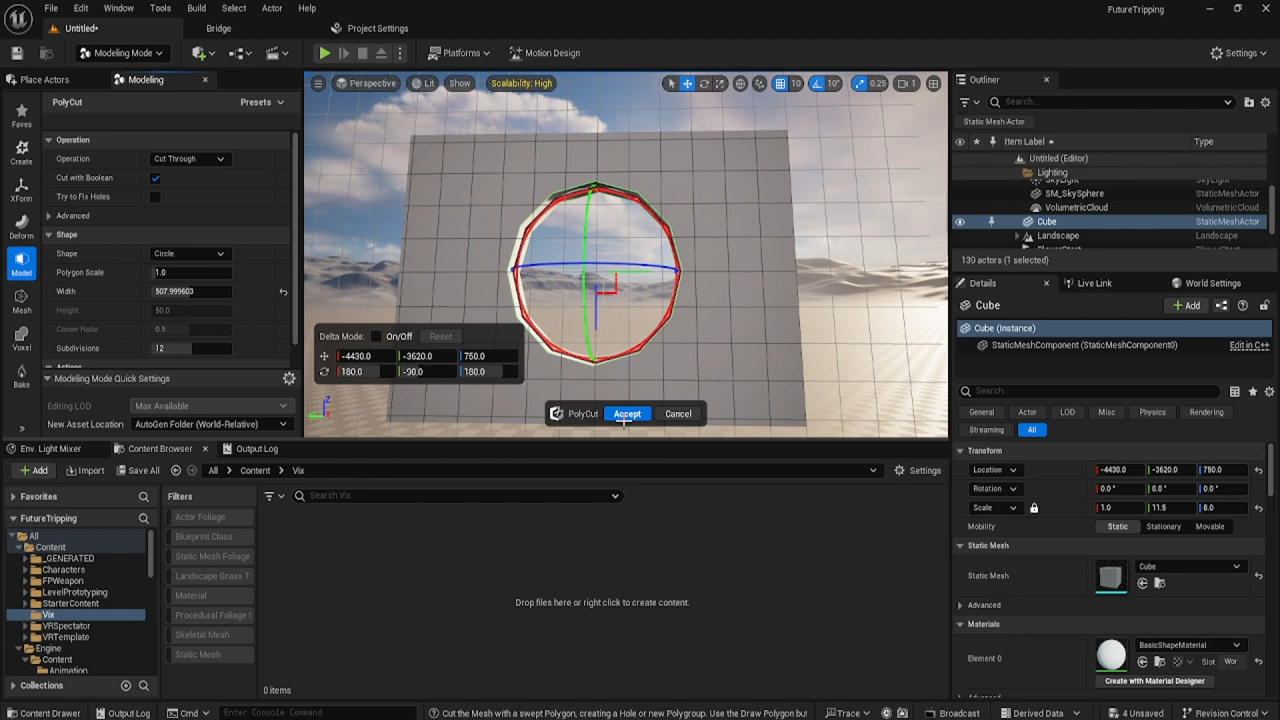 File Edit Window Tools Build Select Actor Help FutureTripping
Untitled• Bridge Project Settings
Modeling Mode Platforms Motion Design Settings
Place Actors Modeling
PolyCut Presets
Operation
Operation Cut Through
Cut with Boolean
Try to Fix Holes
Advanced
Shape
Shape Circle
Polygon Scale 1.0
Width 507.999603
Height 50.0
Corner Ratio 0.5
Subdivisions 12
Modeling Mode Quick Settings
Editing LOD Max Available
New Asset Location AutoGen Folder (World-Relative)
Faves
Create
XForm
Deform
Model
Mesh
Voxel
Bake
Perspective Lit Show Scalability: High 10 10° 0.25 1
Delta Mode: On/Off Reset
-4430.0 -3620.0 750.0
180.0 -90.0 180.0
PolyCut Accept Cancel
Z
Outliner
Search...
Static Mesh Actor
Item Label Type
Untitled (Editor)
Lighting
SkyLight SkyLight
SM_SkySphere StaticMeshActor
VolumetricCloud VolumetricCloud
Cube StaticMeshActor
Landscape Landscape
139 actors (1 selected)
Details Live Link World Settings
Cube Add
Cube (Instance)
StaticMeshComponent (StaticMeshComponent0) Edit in C++
Search
General Actor LOD Misc Physics Rendering
Streaming All
Transform
Location -4430.0 -3620.0 750.0
Rotation 0.0 ° 0.0 ° 0.0 °
Scale 1.0 11.5 8.0
Mobility Static Stationary Movable
Static Mesh
Static Mesh Cube
Advanced
Materials
Element 0 BasicShapeMaterial
Slot Wor
Create with Material Designer
Env. Light Mixer Content Browser Output Log
Add Import Save All All Content Vix Settings
Favorites
FutureTripping
All
Content
_GENERATED
Characters
FPWeapon
LevelPrototyping
StarterContent
Vix
VRSpectator
VRTemplate
Engine
Content
Animation
Collections
Filters
Actor Foliage
Blueprint Class
Static Mesh Foliage
Landscape Grass T
Material
Procedural Foliage S
Skeletal Mesh
Static Mesh
Search Vix
Drop files here or right click to create content.
0 items
Content Drawer Output Log Cmd Enter Console Command Cut the Mesh with a swept Polygon, creating a Hole or new Polygroup. Use the Draw Polygon but Trace Broadcast Derived Data 4 Unsaved Revision Control